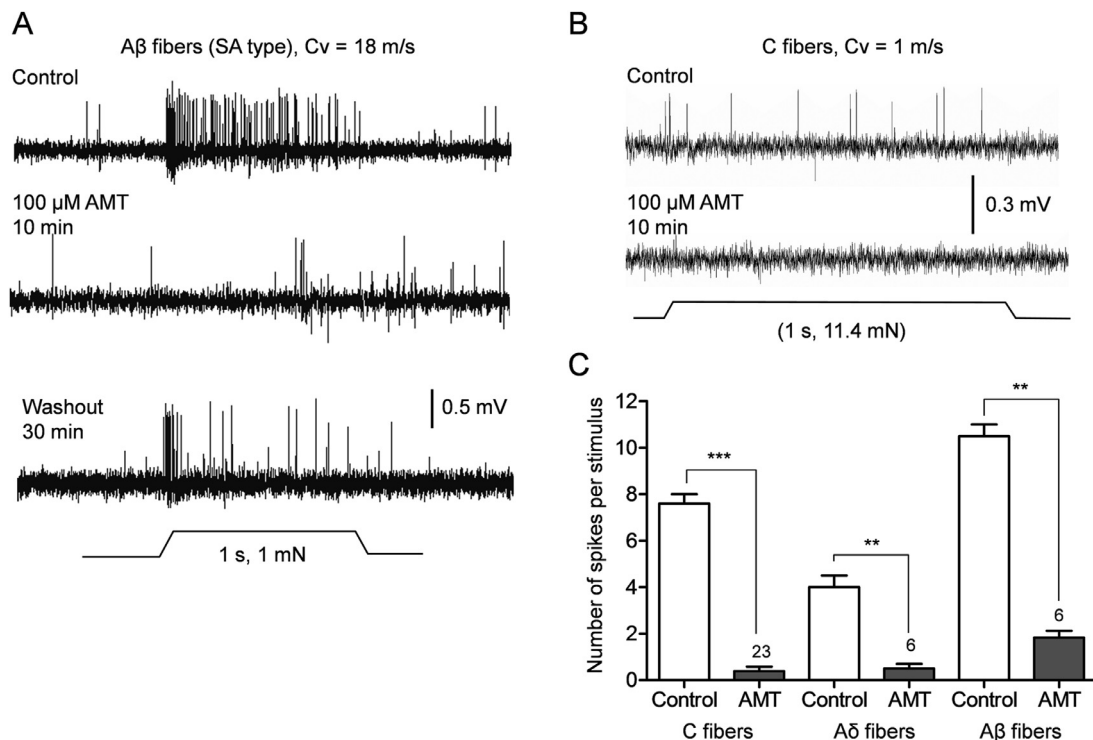 A
Aβ fibers (SA type), Cv = 18 m/s
Control
100 µM AMT
10 min
Washout
30 min
0.5 mV
1 s, 1 mN
B
C fibers, Cv = 1 m/s
Control
100 µM AMT
10 min
0.3 mV
(1 s, 11.4 mN)
C
Number of spikes per stimulus
12
10
8
6
4
2
0
***
**
**
23
6
6
Control AMT Control AMT Control AMT
C fibers Aδ fibers Aβ fibers